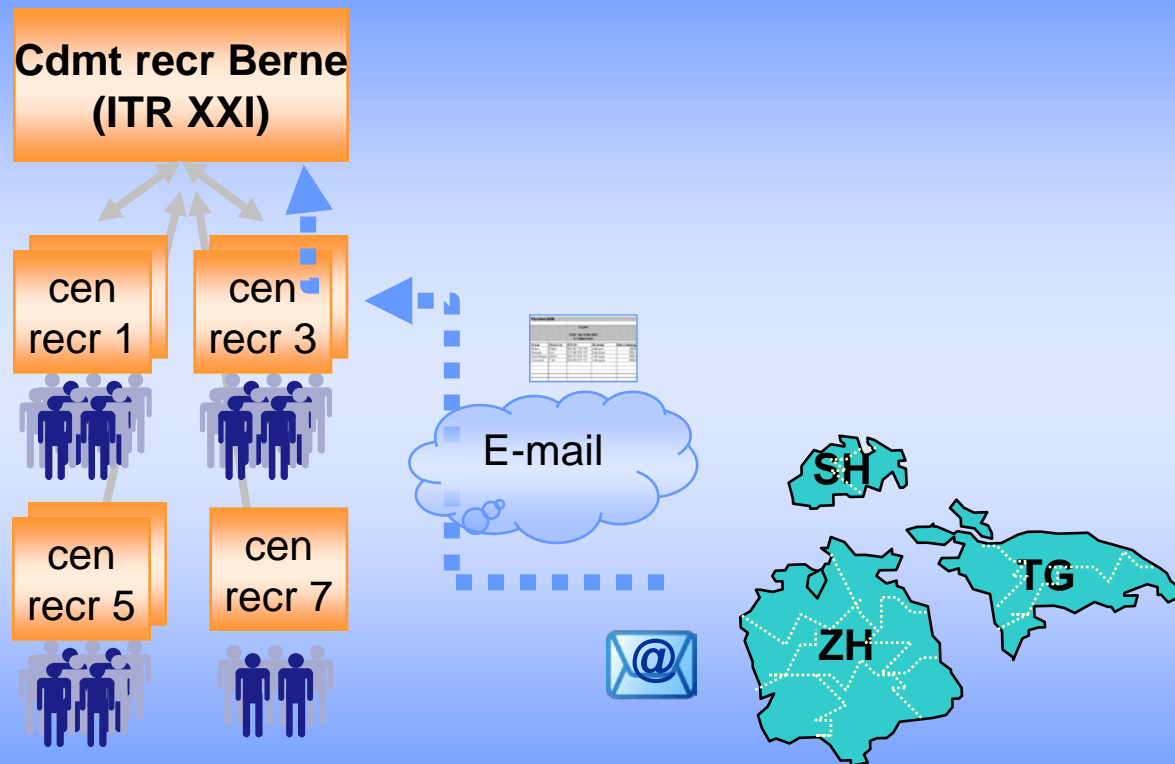 Cdmt recr Berne
(ITR XXI)
cen
recr 1
cen
recr 3
E-mail
SH
cen
recr 5
cen
recr 7
TG
ZH
@